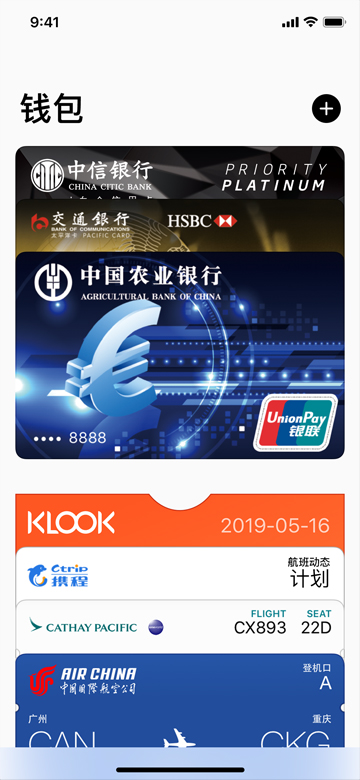 9:41
钱包
中信银行
CHINA CITIC BANK
PRIORITY
PLATINUM
交通銀行
BANK OF COMMUNICATIONS
太平洋卡 PACIFIC CARD
HSBC
中国农业银行
AGRICULTURAL BANK OF CHINA
•••• 8888
UnionPay
银联
KLOOK
2019-05-16
Ctrip
携程
航班动态
计划
CATHAY PACIFIC
FLIGHT
CX893
SEAT
22D
AIR CHINA
中国国際航空公司
登机口
A
广州
重庆
CAN
CKG